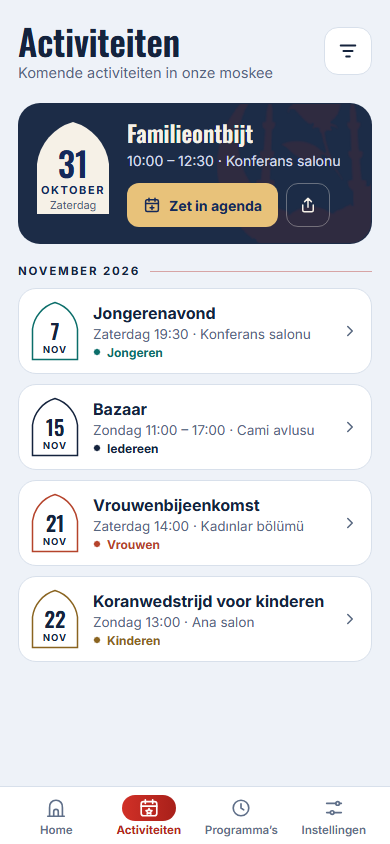 Activiteiten
Komende activiteiten in onze moskee
31
OKTOBER
Zaterdag
Familieontbijt
10:00 – 12:30 · Konferans salonu
Zet in agenda
NOVEMBER 2026
7
NOV
Jongerenavond
Zaterdag 19:30 · Konferans salonu
Jongeren
15
NOV
Bazaar
Zondag 11:00 – 17:00 · Cami avlusu
Iedereen
21
NOV
Vrouwenbijeenkomst
Zaterdag 14:00 · Kadınlar bölümü
Vrouwen
22
NOV
Koranwedstrijd voor kinderen
Zondag 13:00 · Ana salon
Kinderen
Home
Activiteiten
Programma's
Instellingen